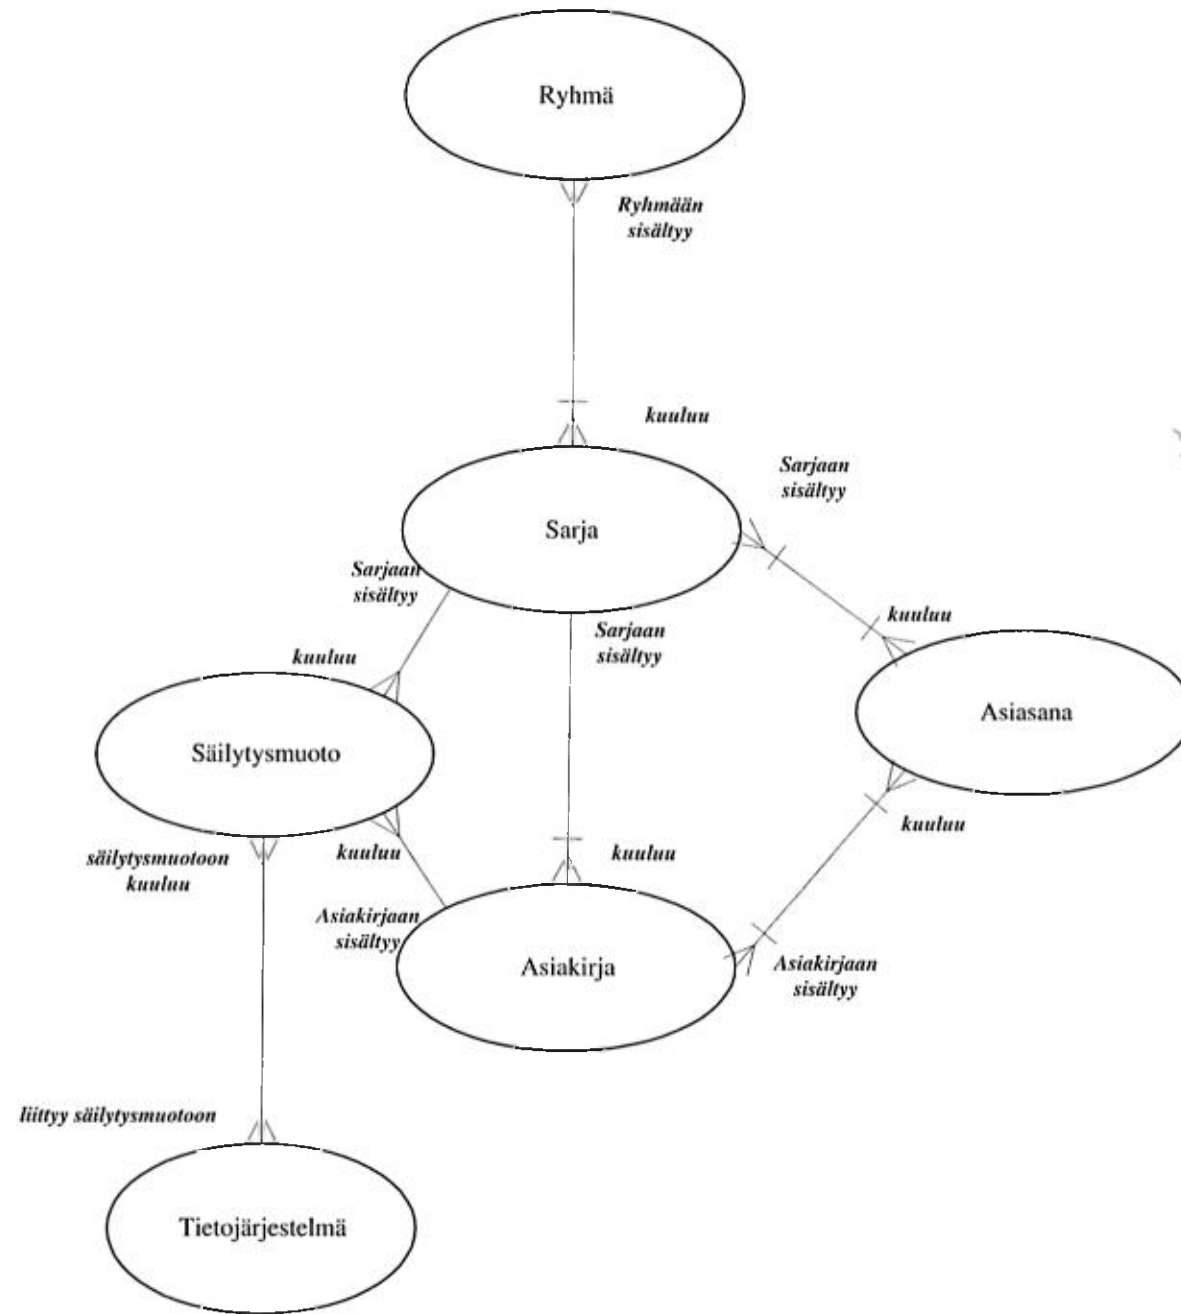 Ryhmä
Ryhmään
sisältyy
kuuluu
Sarjaan
sisältyy
Sarja
Sarjaan
sisältyy
kuuluu
Sarjaan
sisältyy
kuuluu
Asiasana
Säilytysmuoto
kuuluu
säilytysmuotoon
kuuluu
kuuluu
kuuluu
Asiakirjaan
sisältyy
Asiakirja
Asiakirjaan
sisältyy
liittyy säilytysmuotoon
Tietojärjestelmä